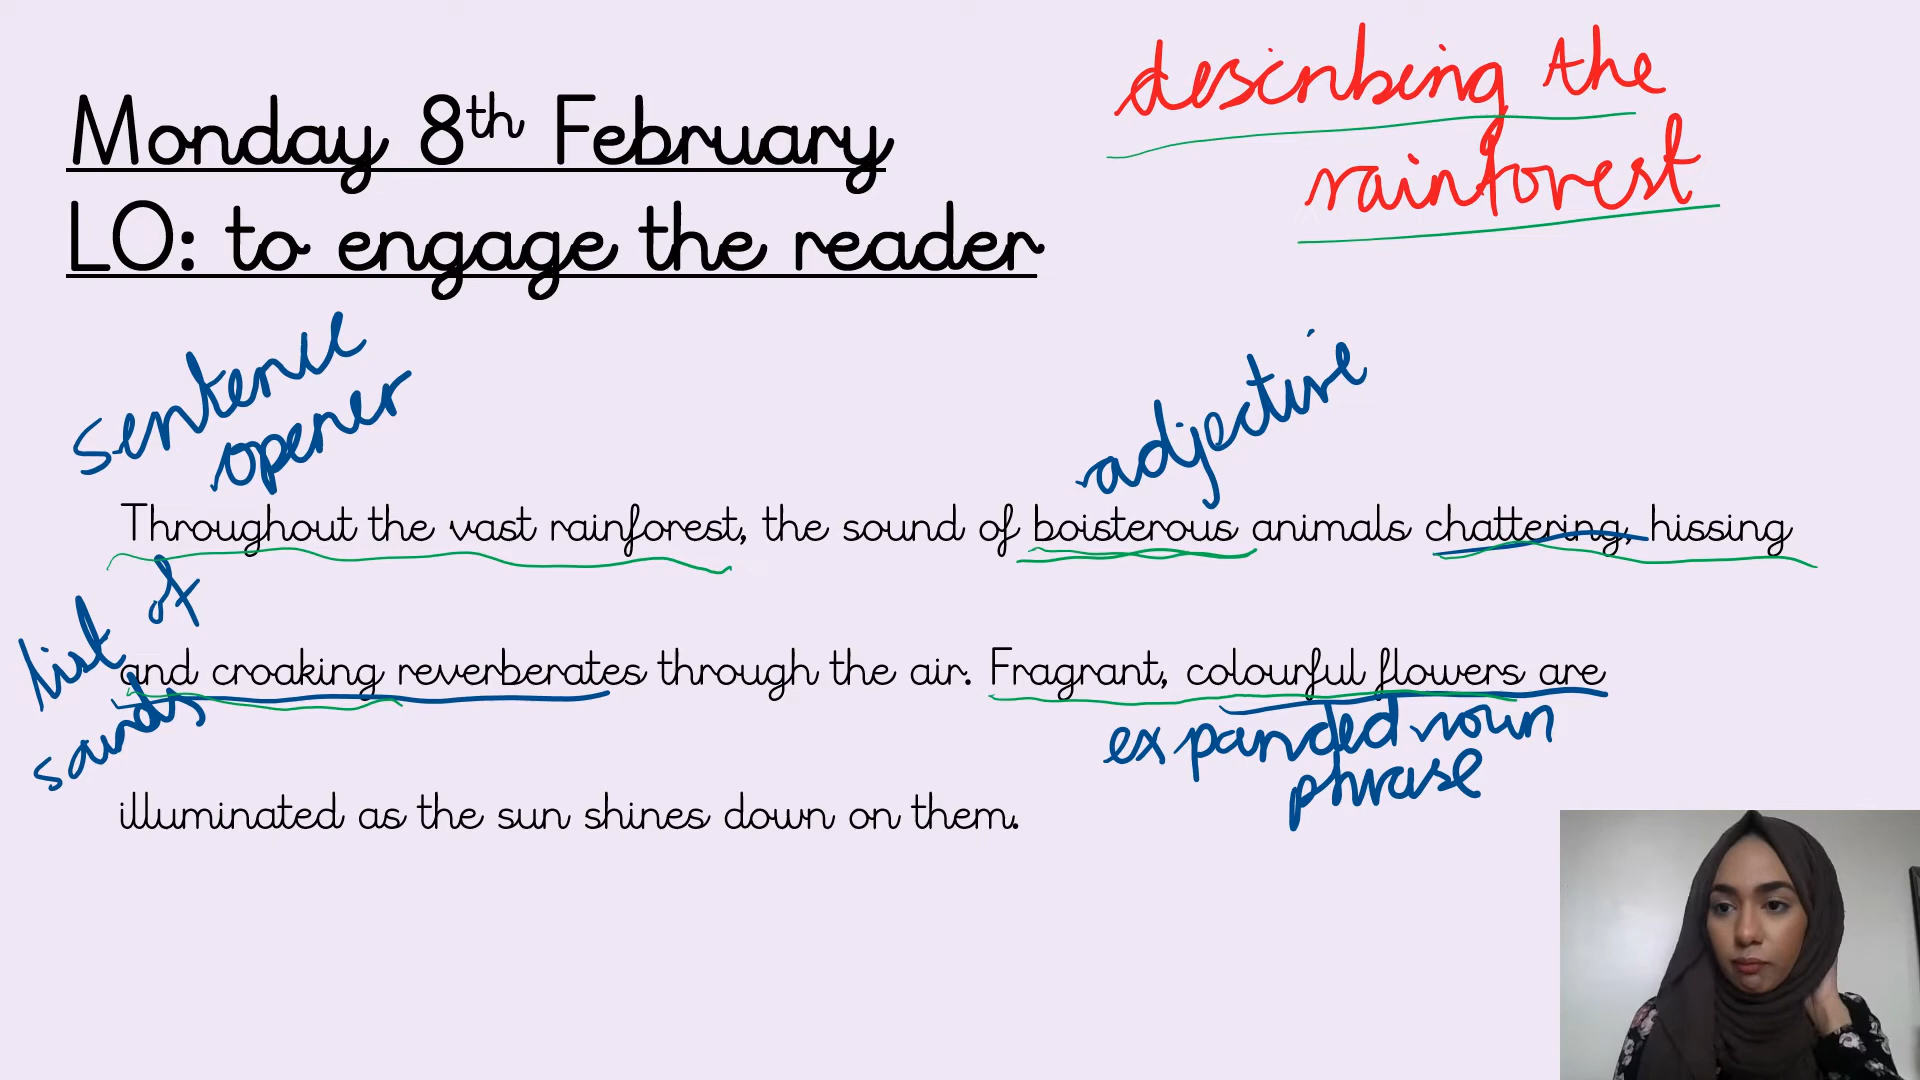 describing the
rainforest
Monday 8th February
LO: to engage the reader
sentence
opener
adjective
Throughout the vast rainforest, the sound of boisterous animals chattering, hissing
list of
sounds
and croaking reverberates through the air. Fragrant, colourful flowers are
expanded noun
phrase
illuminated as the sun shines down on them.